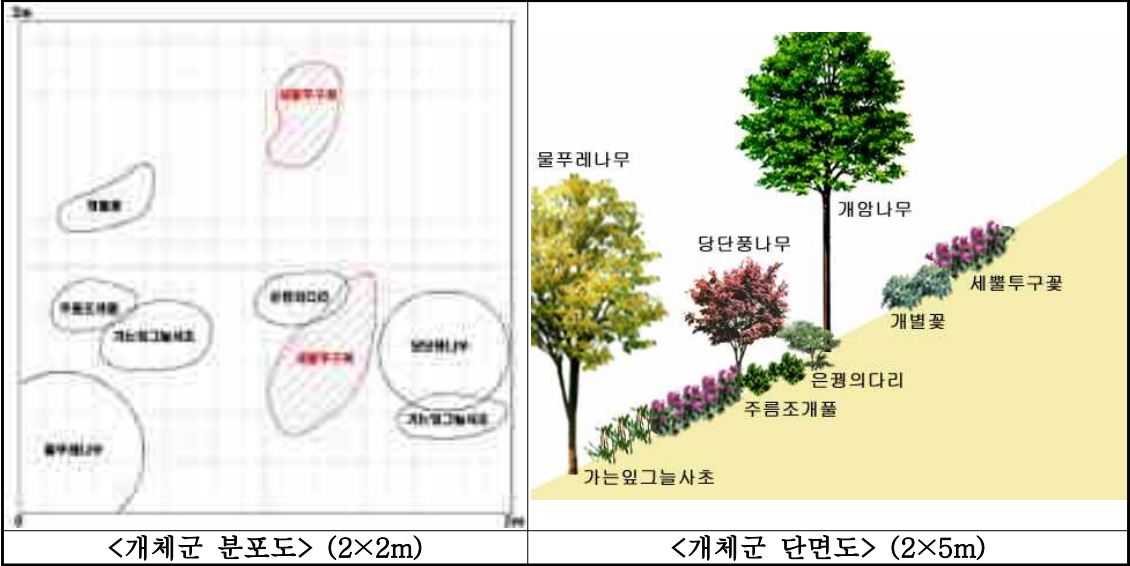 2m
세뿔투구꽃
개별꽃
주름조개풀
은꿩의다리
가는잎그늘사초
당단풍나무
세뿔투구꽃
가는잎그늘사초
물푸레나무
0
2m
<개체군 분포도> (2×2m)
물푸레나무
개암나무
당단풍나무
세뿔투구꽃
개별꽃
은꿩의다리
주름조개풀
가는잎그늘사초
<개체군 단면도> (2×5m)